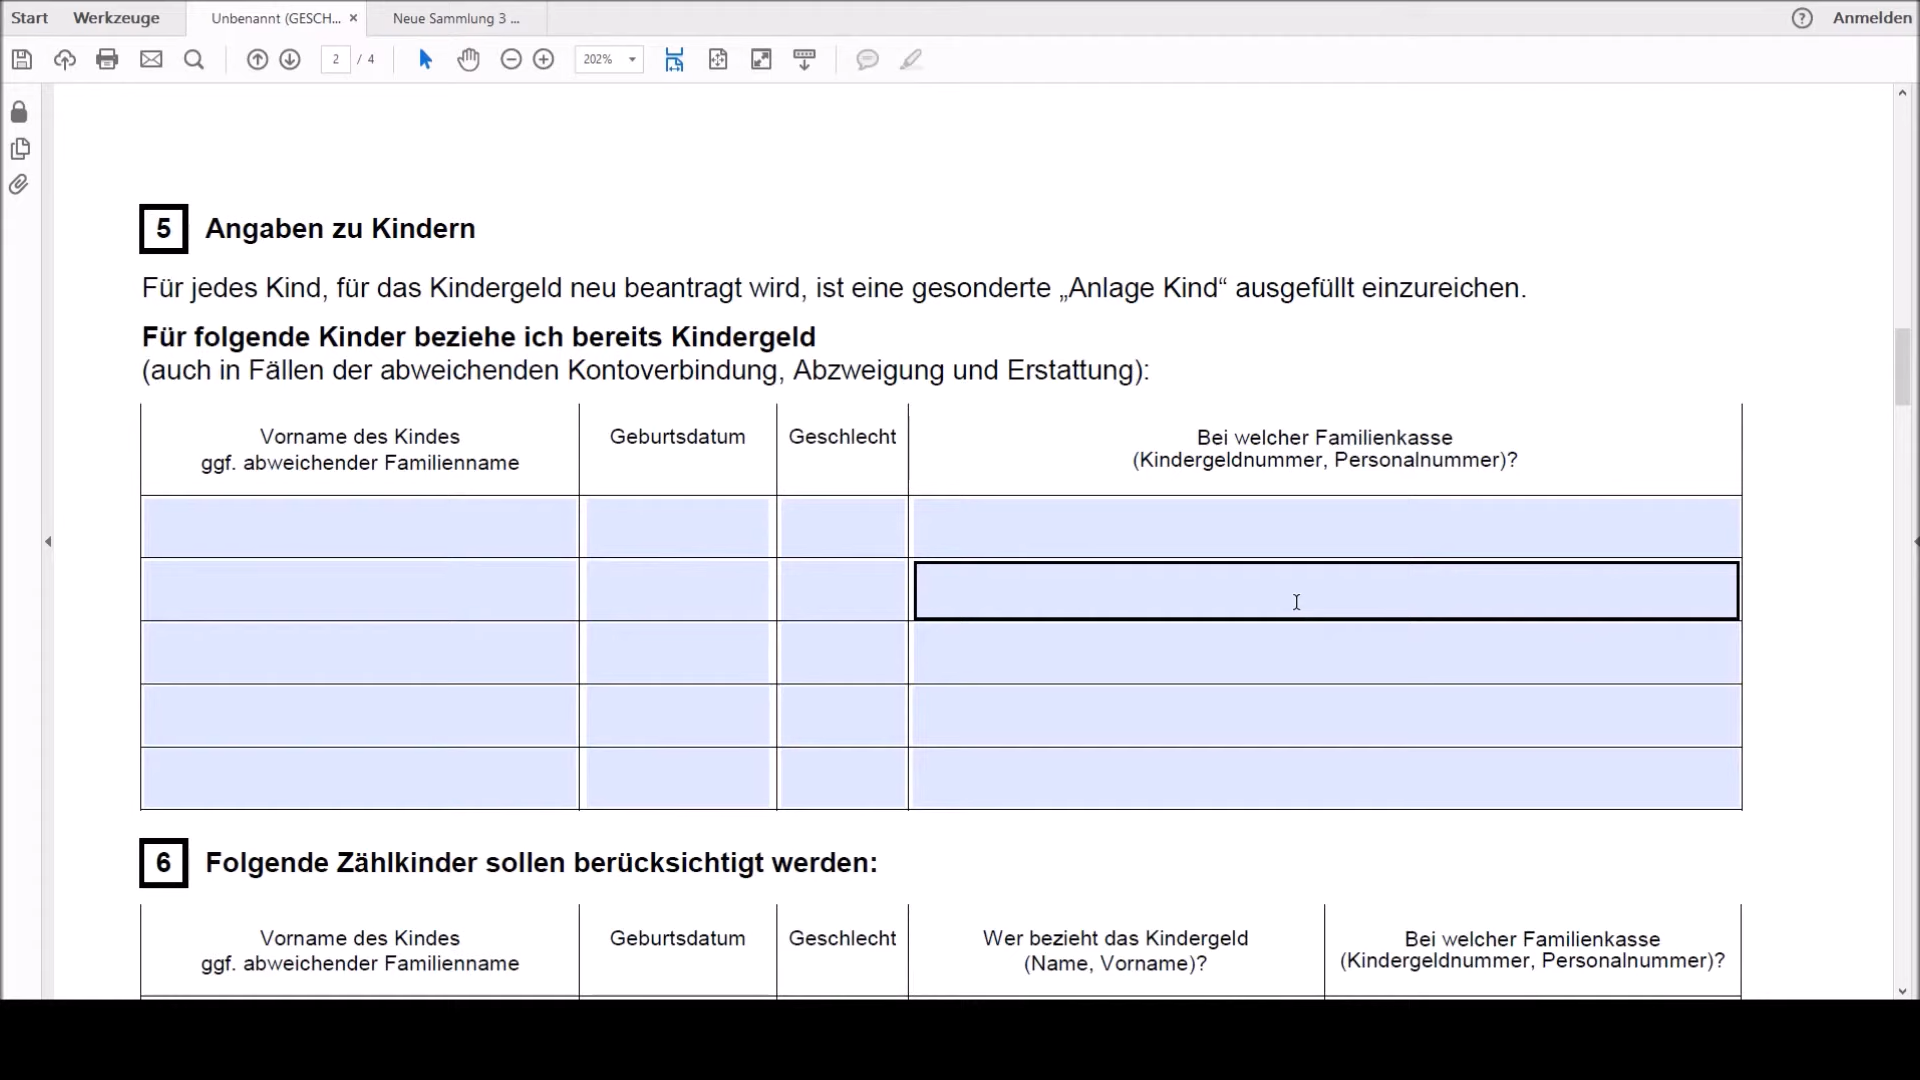 Start Werkzeuge Unbenannt (GESCH... × Neue Sammlung 3 ... ? Anmelden
2 / 4 202%
5 Angaben zu Kindern
Für jedes Kind, für das Kindergeld neu beantragt wird, ist eine gesonderte „Anlage Kind“ ausgefüllt einzureichen.
Für folgende Kinder beziehe ich bereits Kindergeld
(auch in Fällen der abweichenden Kontoverbindung, Abzweigung und Erstattung):
Vorname des Kindes
ggf. abweichender Familienname
Geburtsdatum
Geschlecht
Bei welcher Familienkasse
(Kindergeldnummer, Personalnummer)?
6 Folgende Zählkinder sollen berücksichtigt werden:
Vorname des Kindes
ggf. abweichender Familienname
Geburtsdatum
Geschlecht
Wer bezieht das Kindergeld
(Name, Vorname)?
Bei welcher Familienkasse
(Kindergeldnummer, Personalnummer)?